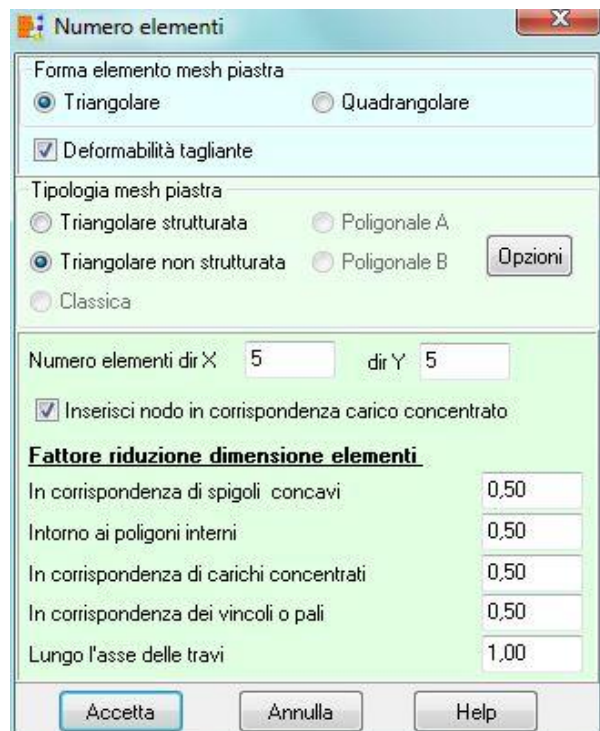 Numero elementi
Forma elemento mesh piastra
Triangolare Quadrangolare
Deformabilità tagliante
Tipologia mesh piastra
Triangolare strutturata Poligonale A
Triangolare non strutturata Poligonale B Opzioni
Classica
Numero elementi dir X 5 dir Y 5
Inserisci nodo in corrispondenza carico concentrato
Fattore riduzione dimensione elementi
In corrispondenza di spigoli concavi 0,50
Intorno ai poligoni interni 0,50
In corrispondenza di carichi concentrati 0,50
In corrispondenza dei vincoli o pali 0,50
Lungo l'asse delle travi 1,00
Accetta Annulla Help